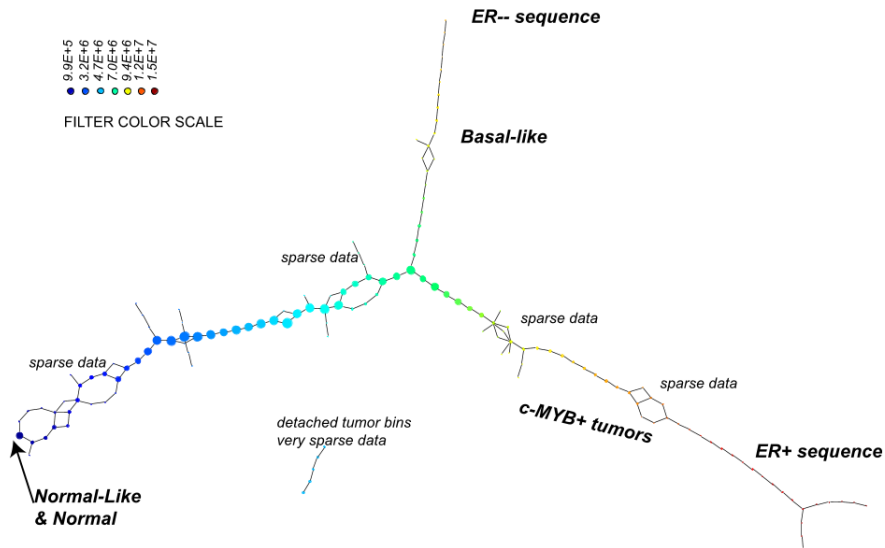 ER-- sequence
9.9E+5
3.2E+6
4.7E+6
7.0E+6
9.4E+6
1.2E+7
1.5E+7
FILTER COLOR SCALE
Basal-like
sparse data
sparse data
sparse data
sparse data
c-MYB+ tumors
detached tumor bins
very sparse data
ER+ sequence
Normal-Like
& Normal